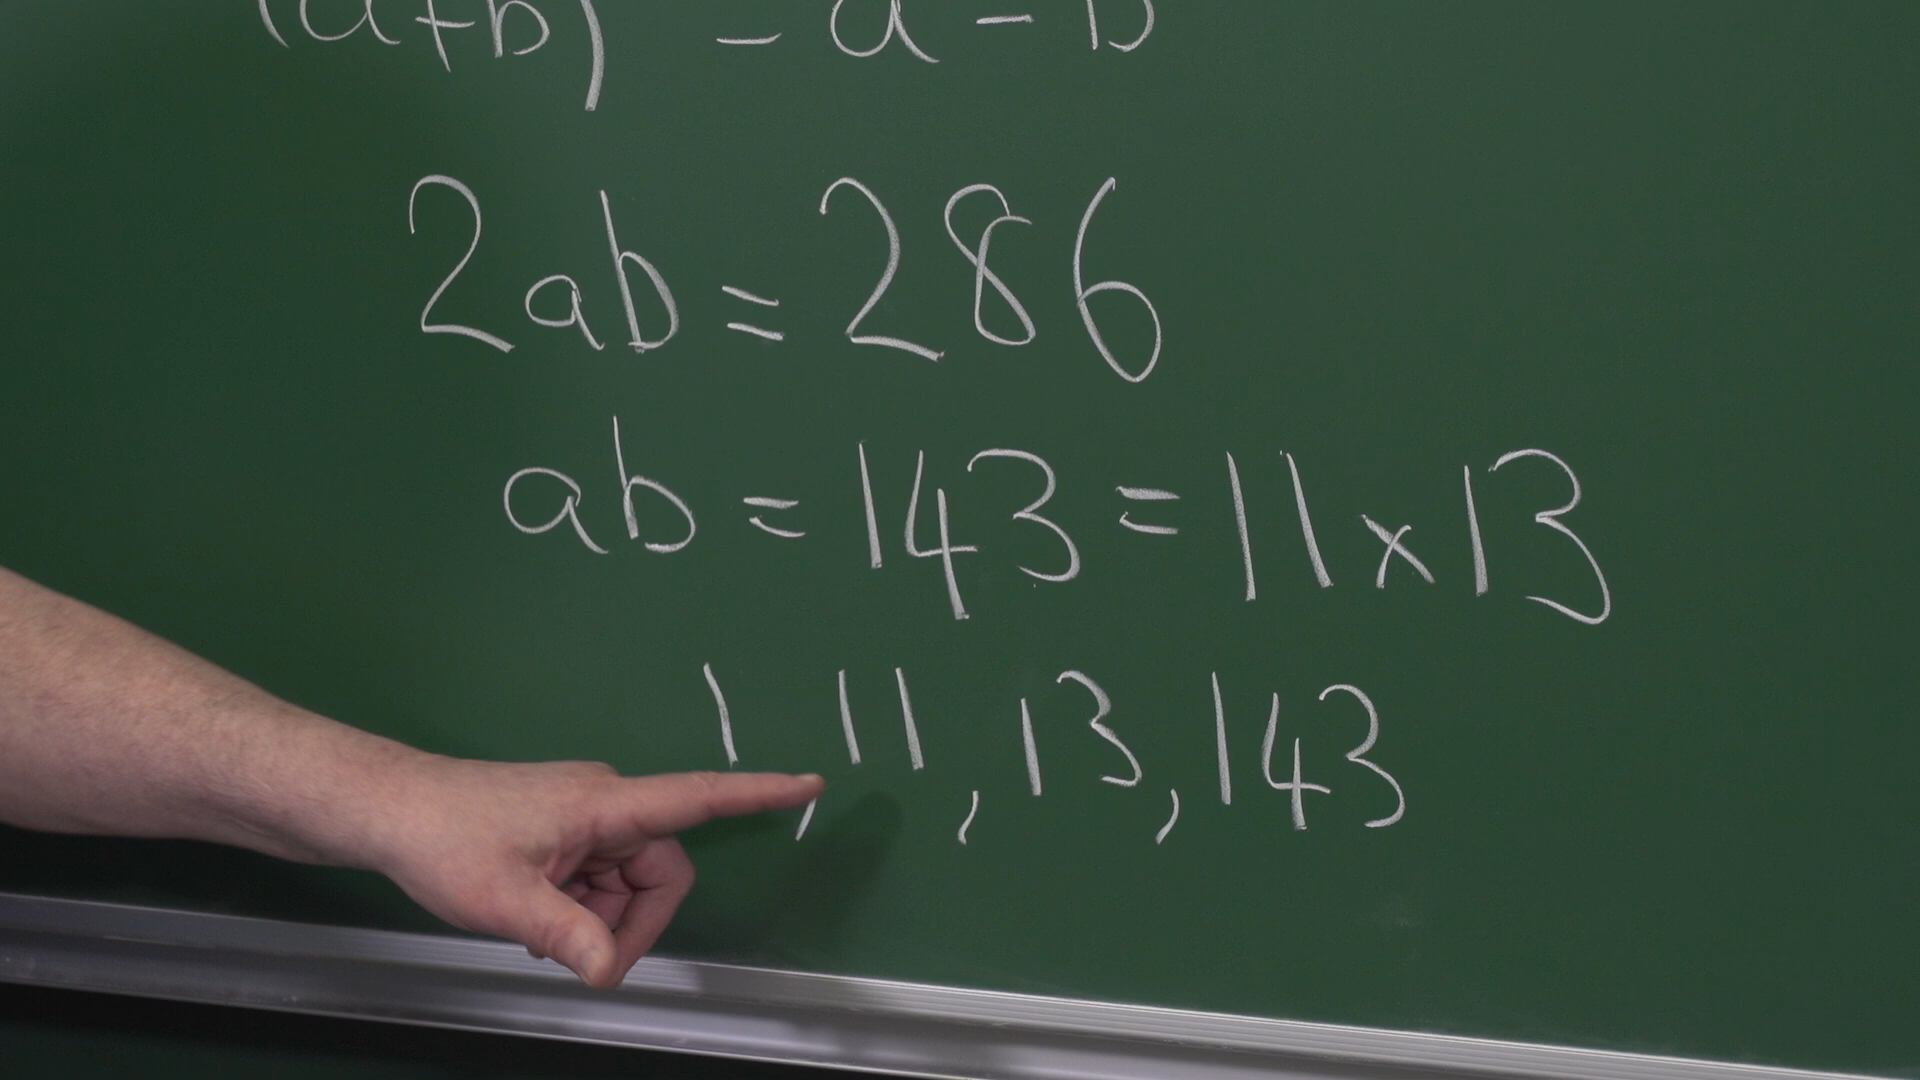 (a+b) - a - b
2ab = 286
ab = 143 = 11 x 13
1, 11, 13, 143